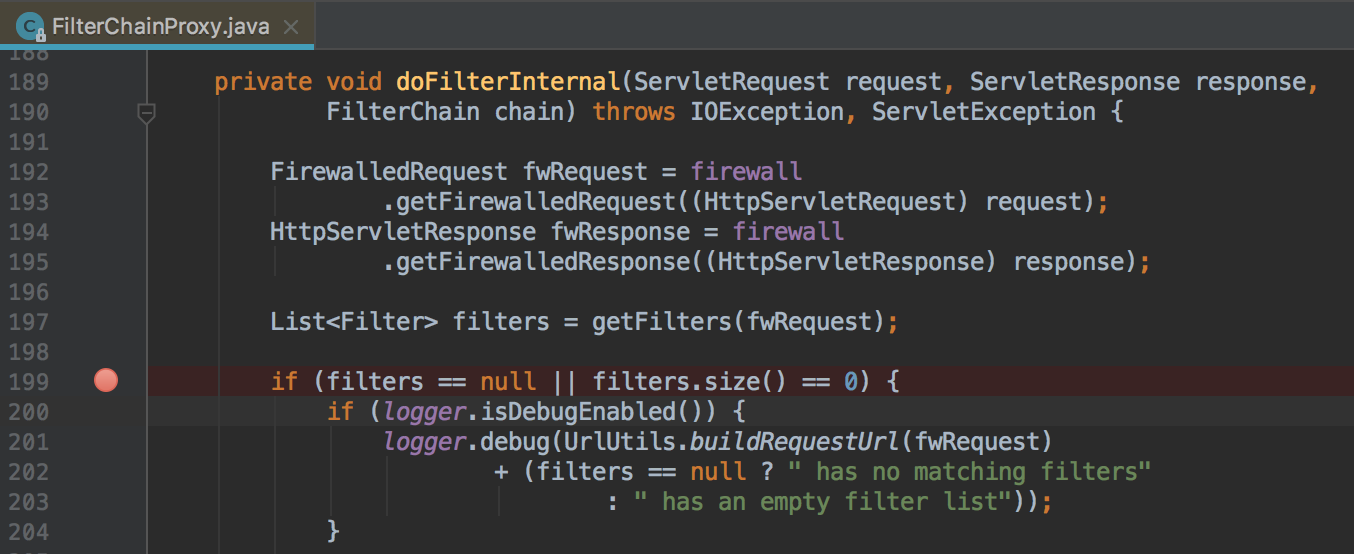 C FilterChainProxy.java ×
188
189 private void doFilterInternal(ServletRequest request, ServletResponse response,
190 FilterChain chain) throws IOException, ServletException {
191
192 FirewalledRequest fwRequest = firewall
193 .getFirewalledRequest((HttpServletRequest) request);
194 HttpServletResponse fwResponse = firewall
195 .getFirewalledResponse((HttpServletResponse) response);
196
197 List<Filter> filters = getFilters(fwRequest);
198
199 if (filters == null || filters.size() == 0) {
200 if (logger.isDebugEnabled()) {
201 logger.debug(UrlUtils.buildRequestUrl(fwRequest)
202 + (filters == null ? " has no matching filters"
203 : " has an empty filter list"));
204 }